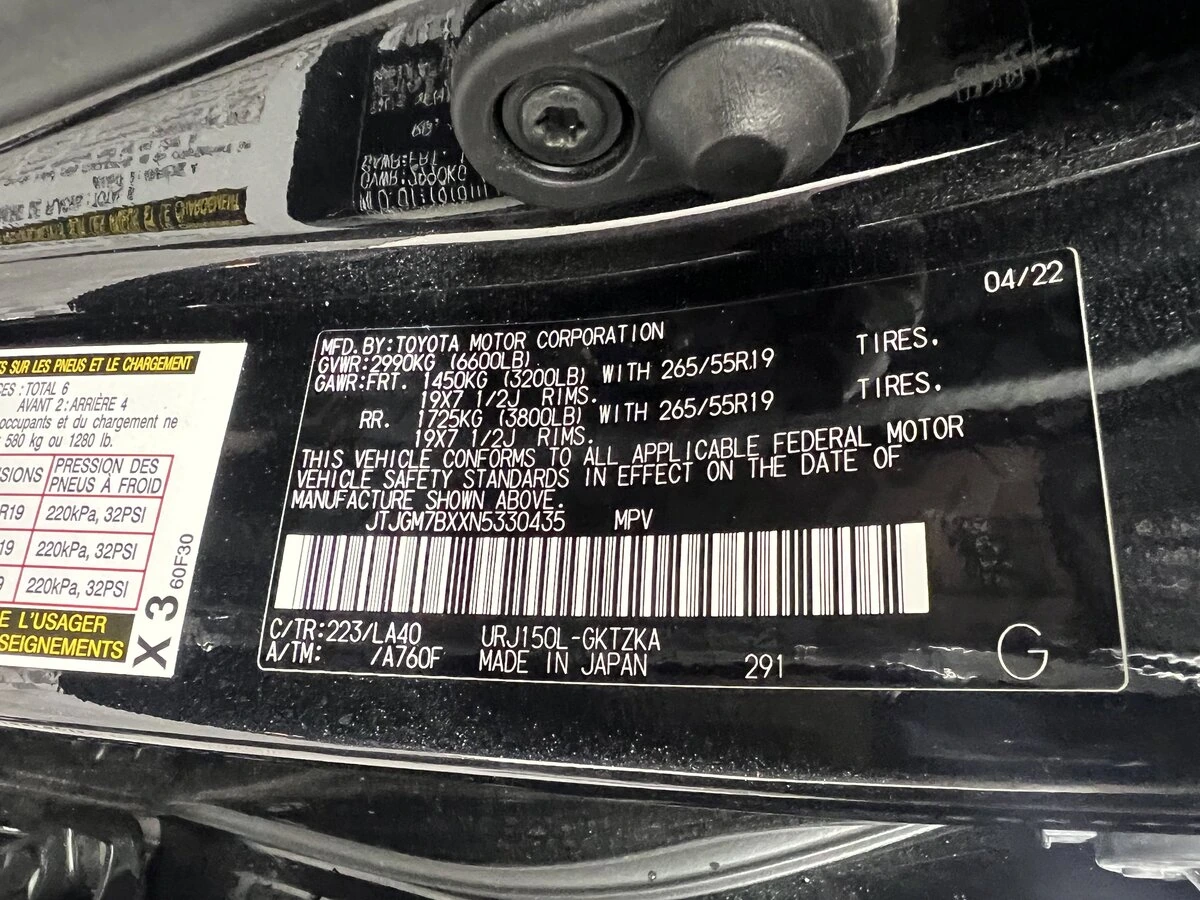 04/22
MFD.BY:TOYOTA MOTOR CORPORATION
GVWR:2990KG (6600LB)
GAWR:FRT. 1450KG (3200LB) WITH 265/55R19 TIRES.
19X7 1/2J RIMS.
RR. 1725KG (3800LB) WITH 265/55R19 TIRES.
19X7 1/2J RIMS.
THIS VEHICLE CONFORMS TO ALL APPLICABLE FEDERAL MOTOR
VEHICLE SAFETY STANDARDS IN EFFECT ON THE DATE OF
MANUFACTURE SHOWN ABOVE.
JTJGM7BXXN5330435 MPV
C/TR:223/LA40 URJ150L-GKTZKA
A/TM: /A760F MADE IN JAPAN 291 G
SUR LES PNEUS ET LE CHARGEMENT
TOTAL 6
AVANT 2:ARRIÈRE 4
occupants et du chargement ne
580 kg ou 1280 lb.
PRESSION DES
PNEUS À FROID
R19 220kPa, 32PSI
19 220kPa, 32PSI
9 220kPa, 32PSI
L'USAGER
X 3 60F30